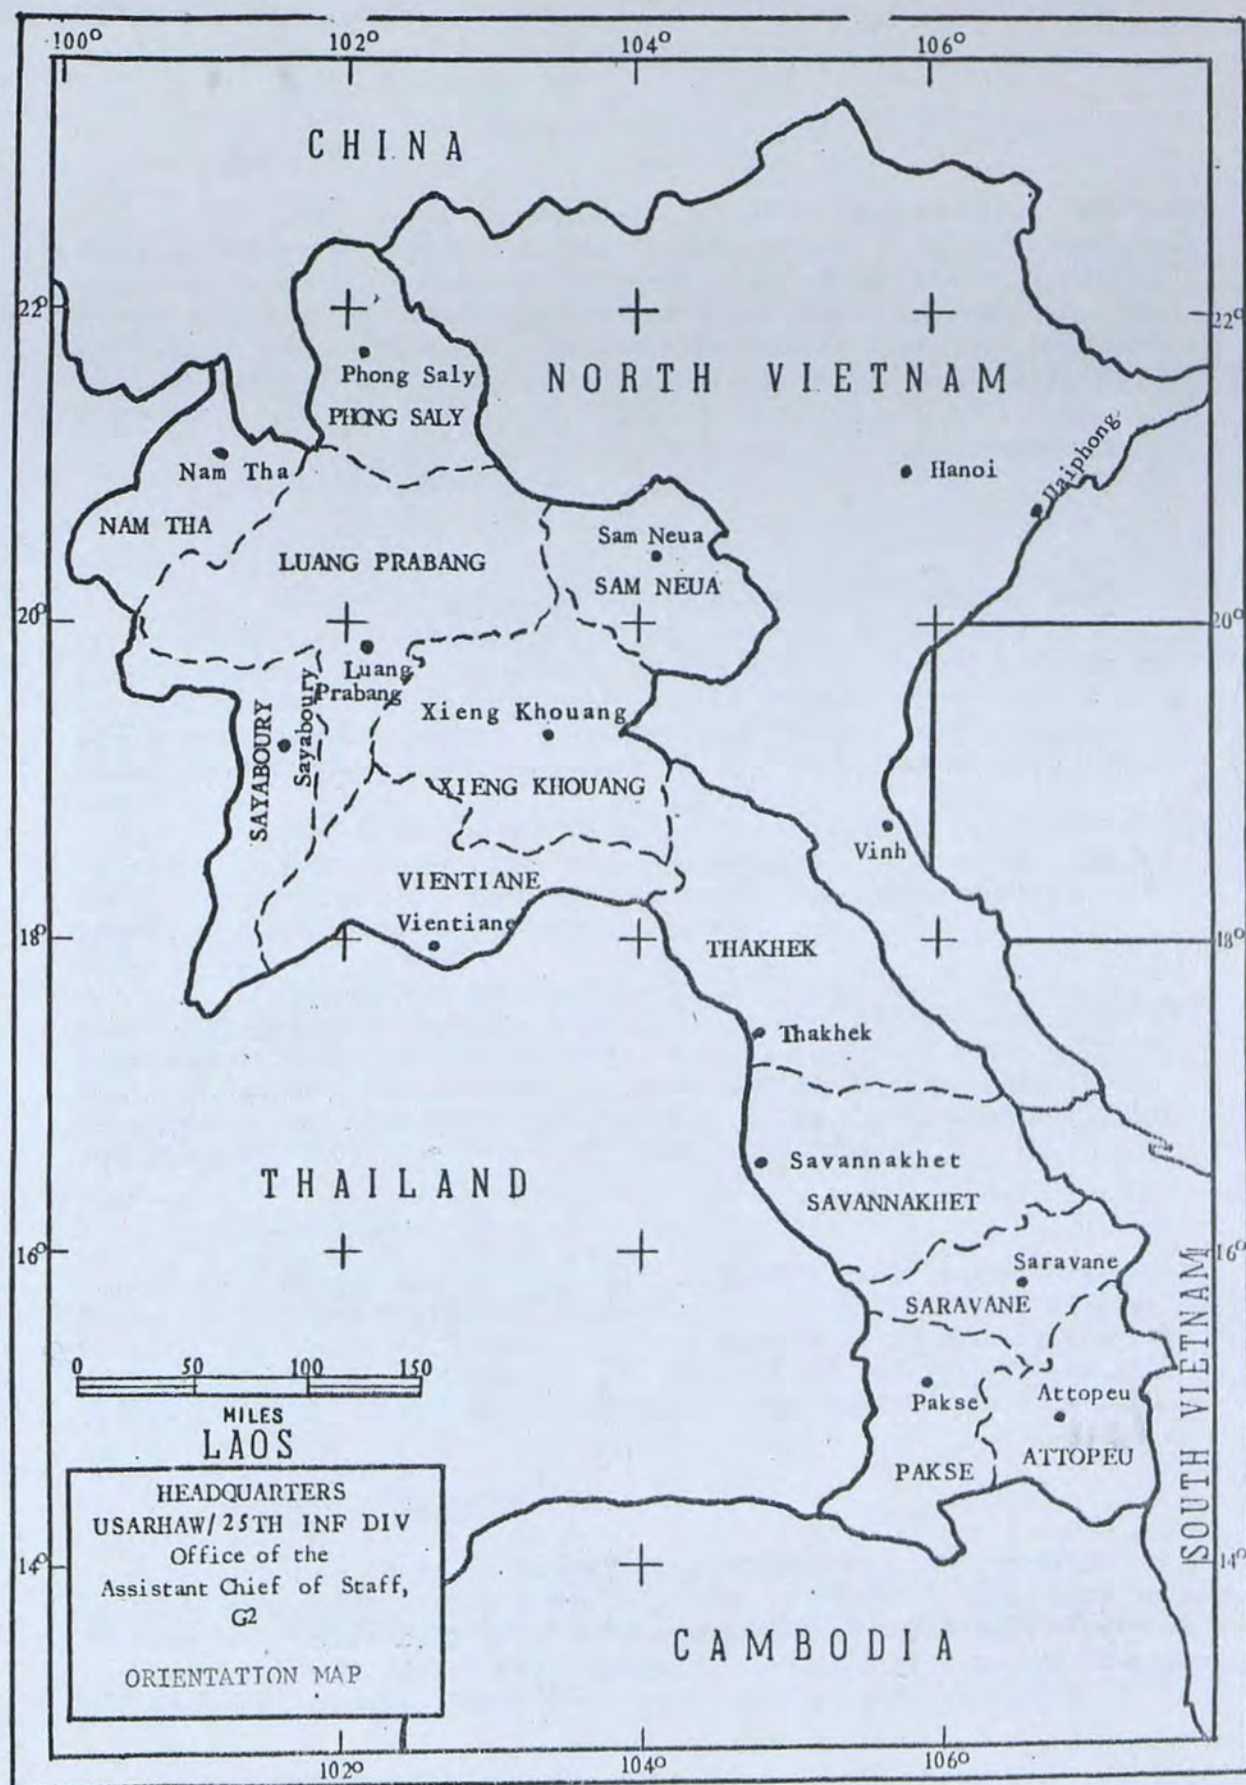 100°
102°
104°
106°
CHINA
22°
22°
Phong Saly
PHONG SALY
NORTH VIETNAM
Haiphong
Nam Tha
Hanoi
NAM THA
Sam Neua
LUANG PRABANG
SAM NEUA
20°
20°
Luang
Prabang
SAYABOURY
Sayaboury
Xieng Khouang
XIENG KHOUANG
Vinh
VIENTIANE
Vientiane
18°
18°
THAKHEK
Thakhek
Savannakhet
THAILAND
SAVANNAKHET
16°
16°
Saravane
SARAVANE
SOUTH VIETNAM
0 50 100 150
MILES
LAOS
Pakse
Attopeu
PAKSE
ATTOPEU
HEADQUARTERS
USARHAW/25TH INF DIV
Office of the
Assistant Chief of Staff,
G2
ORIENTATION MAP
14°
14°
CAMBODIA
102°
104°
106°